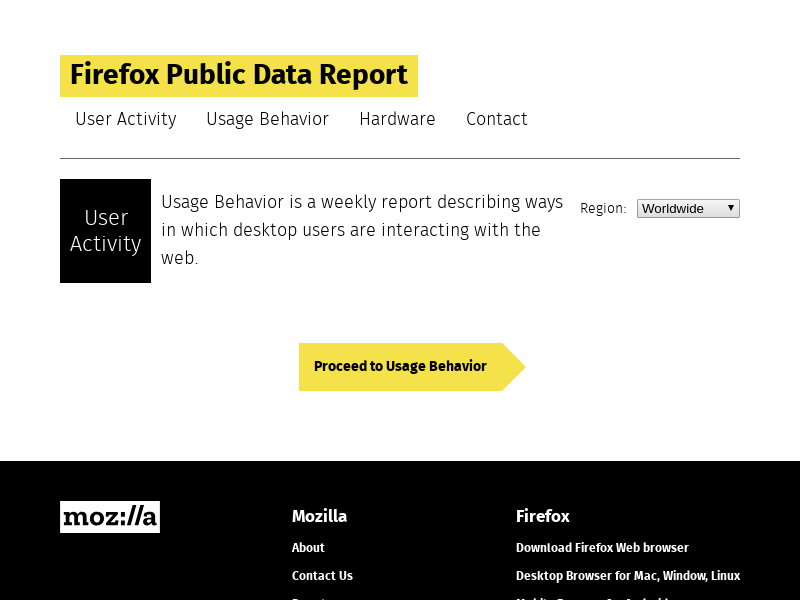 Firefox Public Data Report
User Activity Usage Behavior Hardware Contact
User
Activity
Usage Behavior is a weekly report describing ways
in which desktop users are interacting with the
web.
Region: Worldwide
Proceed to Usage Behavior
moz://a
Mozilla
About
Contact Us
Firefox
Download Firefox Web browser
Desktop Browser for Mac, Window, Linux